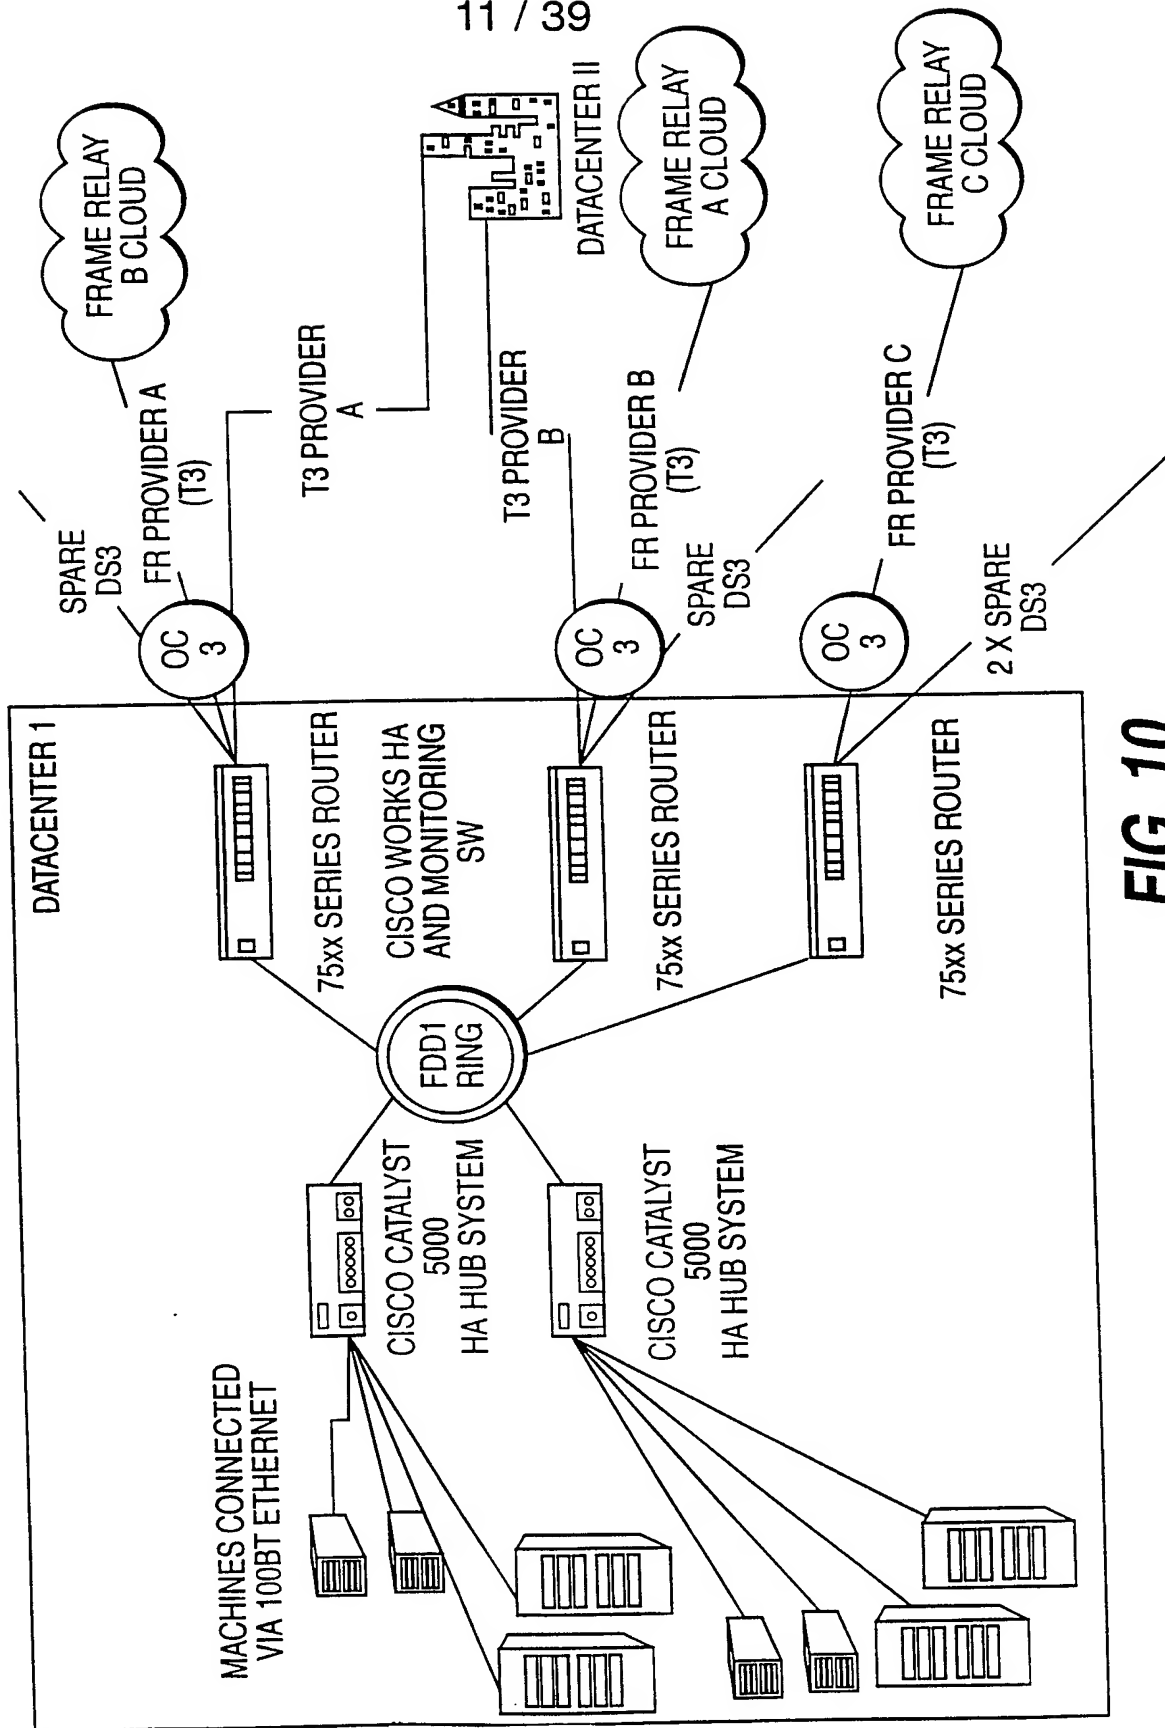 11 / 39
DATACENTER 1
MACHINES CONNECTED
VIA 100BT ETHERNET
CISCO CATALYST
5000
HA HUB SYSTEM
CISCO CATALYST
5000
HA HUB SYSTEM
FDD1
RING
75xx SERIES ROUTER
CISCO WORKS HA
AND MONITORING
SW
75xx SERIES ROUTER
75xx SERIES ROUTER
OC
3
OC
3
OC
3
SPARE
DS3
FR PROVIDER A
(T3)
T3 PROVIDER
A
T3 PROVIDER
B
FR PROVIDER B
(T3)
SPARE
DS3
FR PROVIDER C
(T3)
2 X SPARE
DS3
FRAME RELAY
B CLOUD
DATACENTER II
FRAME RELAY
A CLOUD
FRAME RELAY
C CLOUD
FIG. 10